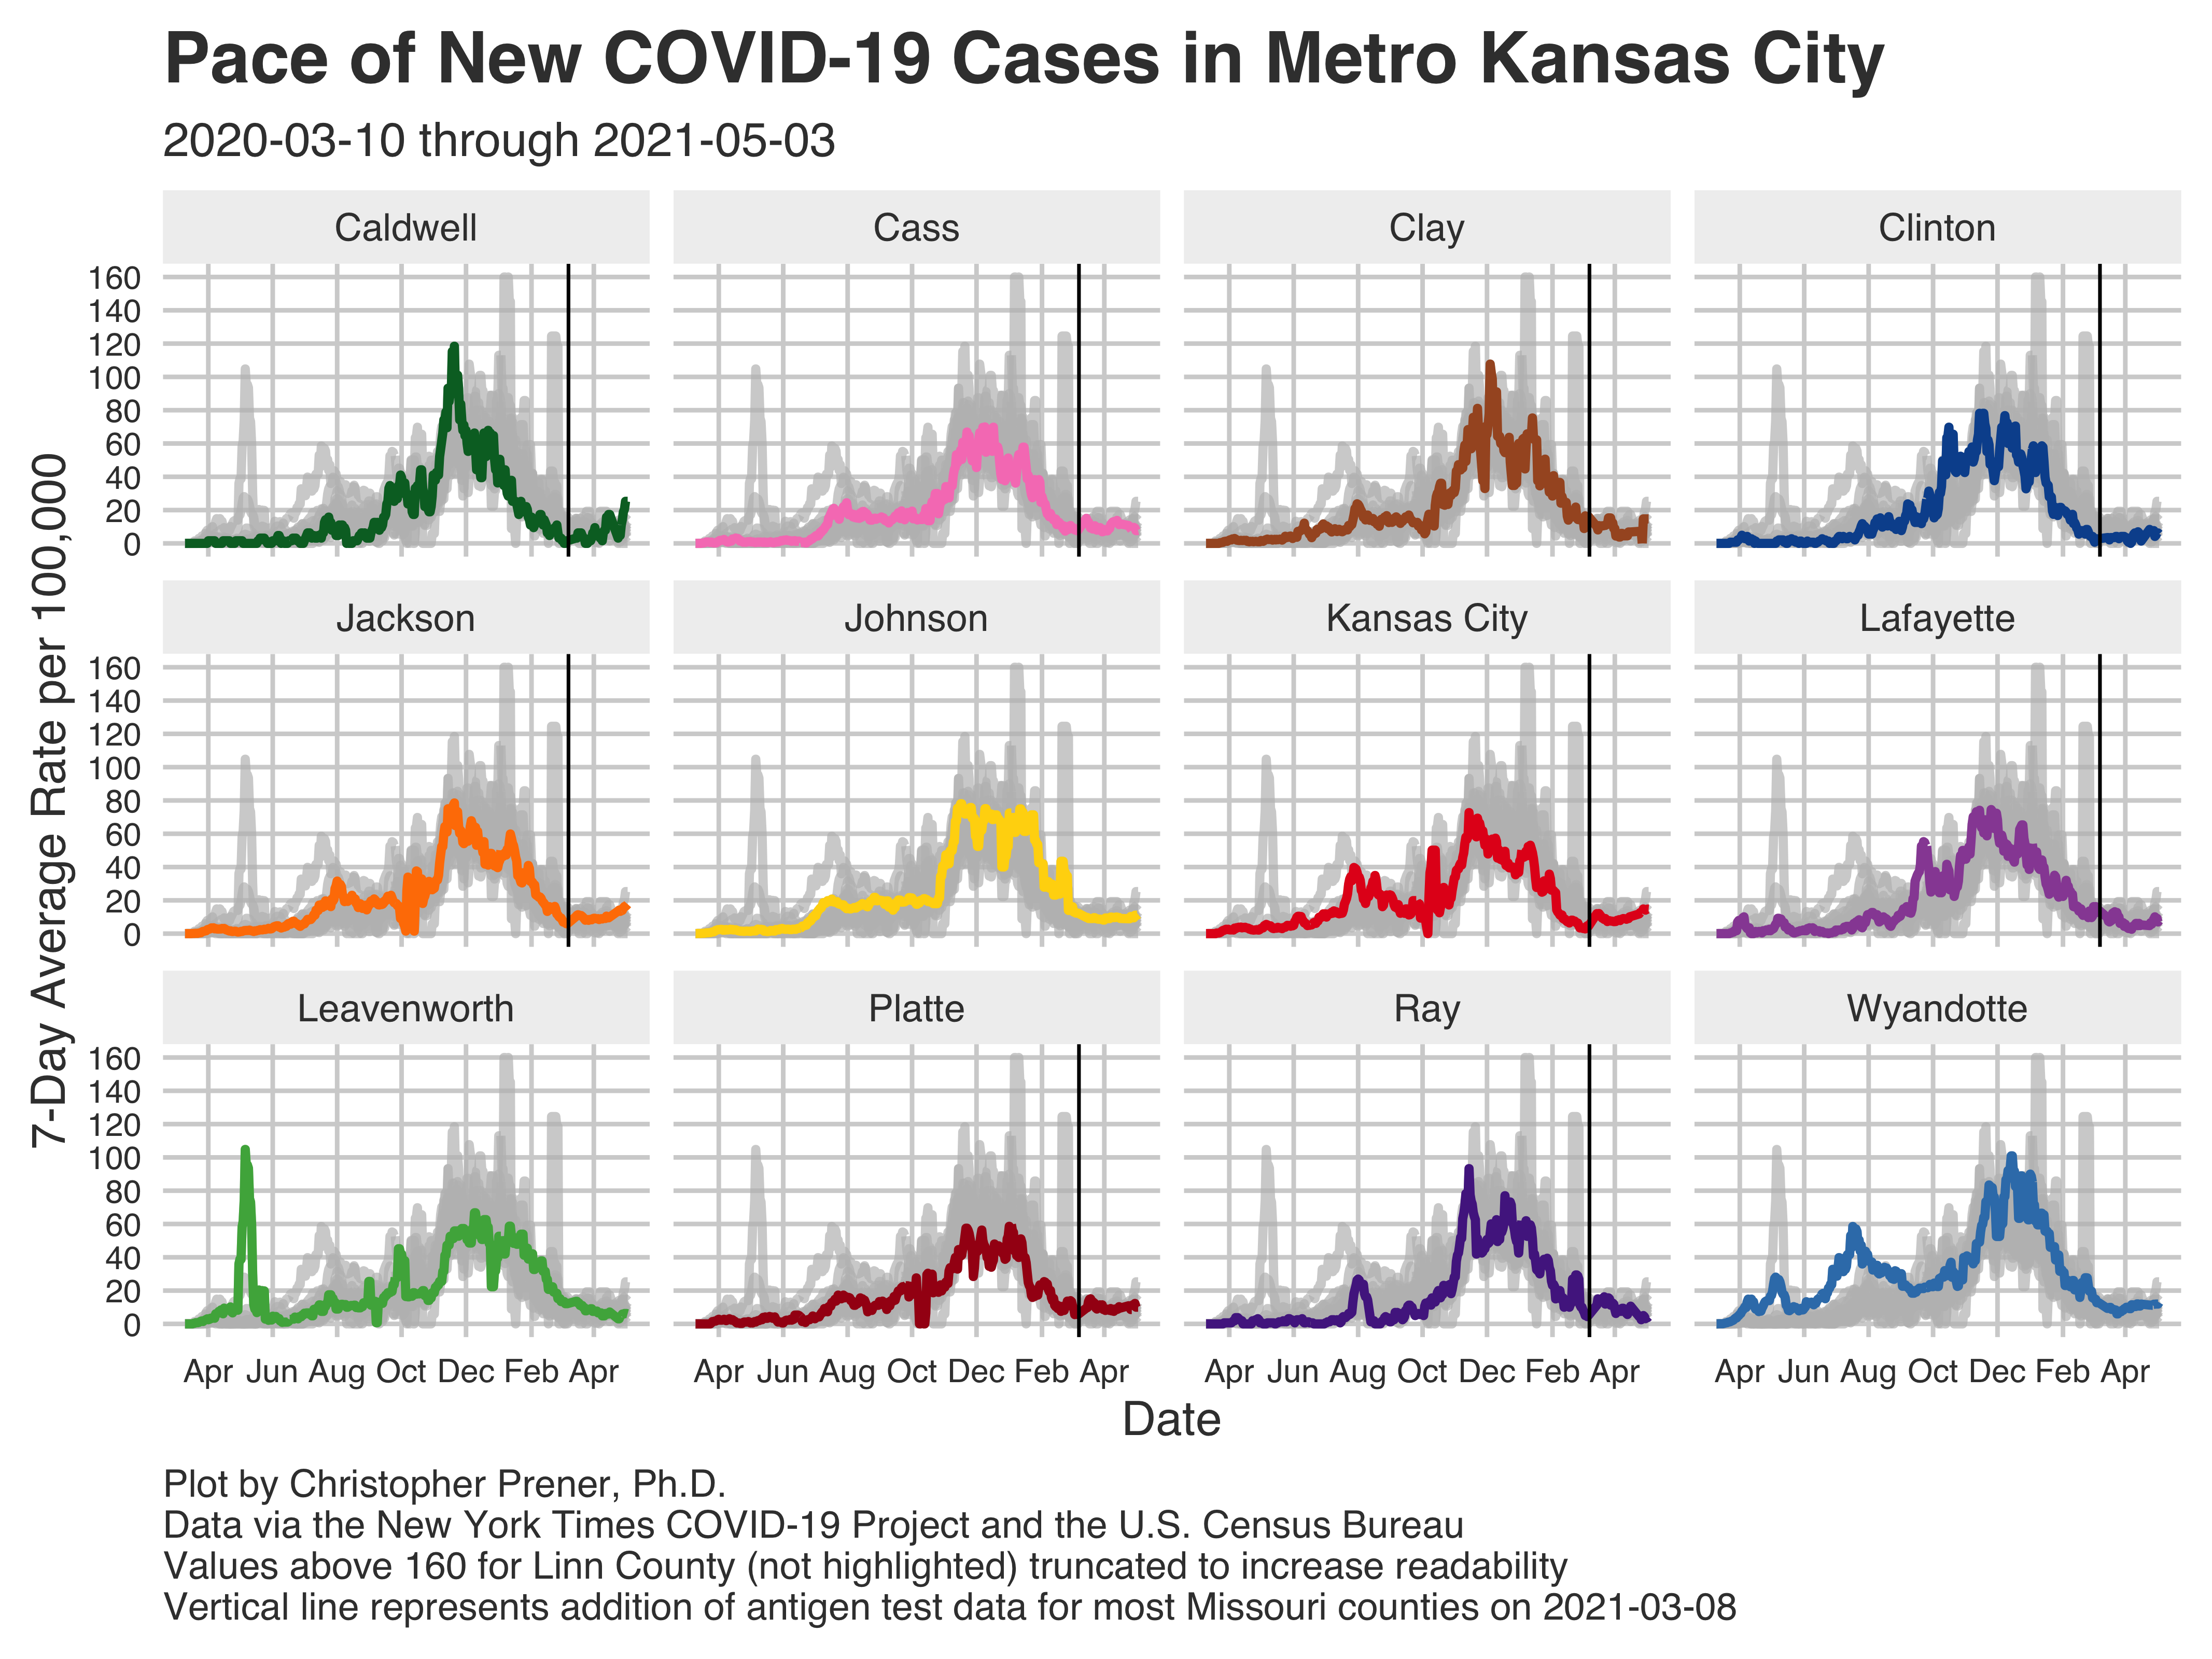 Pace of New COVID-19 Cases in Metro Kansas City
2020-03-10 through 2021-05-03
Caldwell Cass Clay Clinton
160
140
120
100
80
60
40
20
0
Jackson Johnson Kansas City Lafayette
160
140
120
100
80
60
40
20
0
7-Day Average Rate per 100,000
Leavenworth Platte Ray Wyandotte
160
140
120
100
80
60
40
20
0
Apr Jun Aug Oct Dec Feb Apr Apr Jun Aug Oct Dec Feb Apr Apr Jun Aug Oct Dec Feb Apr Apr Jun Aug Oct Dec Feb Apr
Date
Plot by Christopher Prener, Ph.D.
Data via the New York Times COVID-19 Project and the U.S. Census Bureau
Values above 160 for Linn County (not highlighted) truncated to increase readability
Vertical line represents addition of antigen test data for most Missouri counties on 2021-03-08